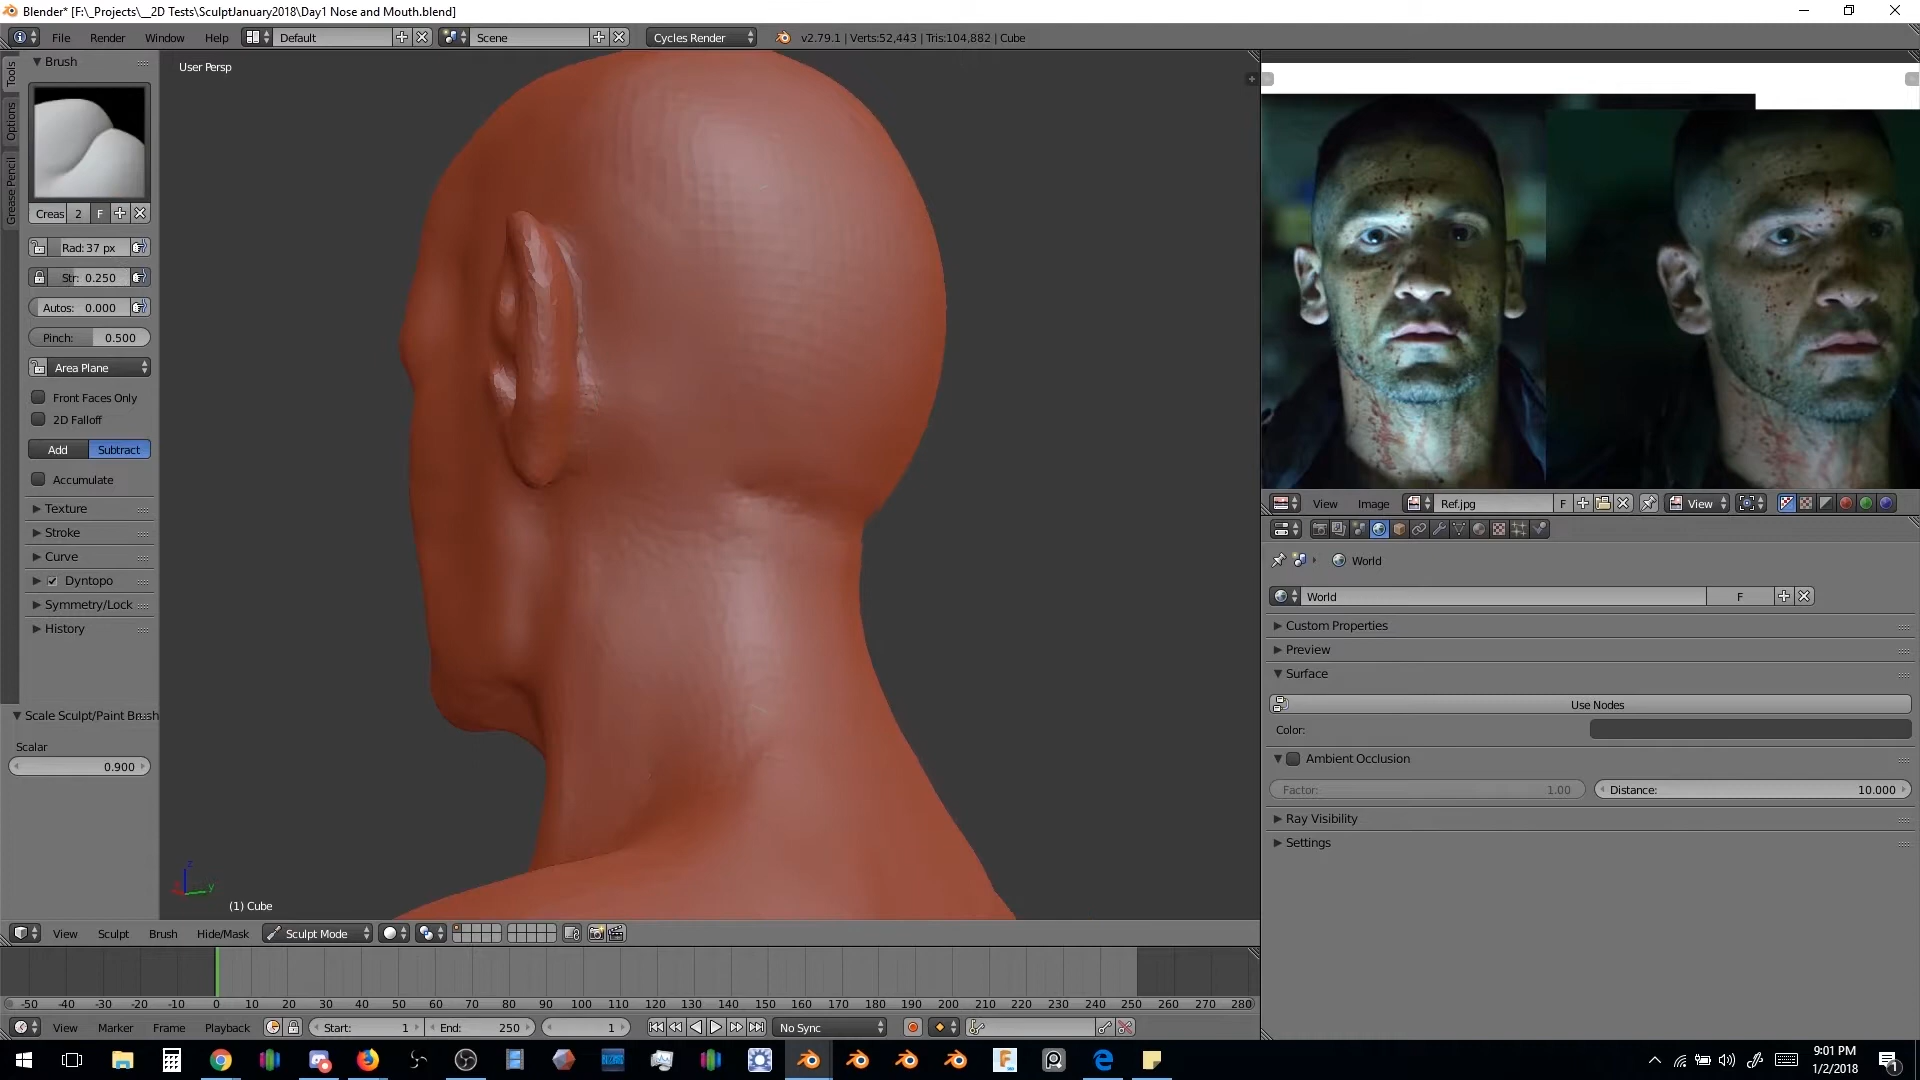 Blender* [F:\_Projects\__2D Tests\SculptJanuary2018\Day1 Nose and Mouth.blend]
File Render Window Help Default Scene Cycles Render v2.79.1 | Verts:52,443 | Tris:104,882 | Cube
Tools
Options
Grease Pencil
Brush
Creas 2 F
Rad: 37 px
Str: 0.250
Autos: 0.000
Pinch: 0.500
Area Plane
Front Faces Only
2D Falloff
Add Subtract
Accumulate
Texture
Stroke
Curve
Dyntopo
Symmetry/Lock
History
Scale Sculpt/Paint Brush
Scalar
0.900
User Persp
z
y
(1) Cube
View Sculpt Brush Hide/Mask Sculpt Mode
-50 -40 -30 -20 -10 0 10 20 30 40 50 60 70 80 90 100 110 120 130 140 150 160 170 180 190 200 210 220 230 240 250 260 270 280
View Marker Frame Playback Start: 1 End: 250 1 No Sync
View Image Ref.jpg F View
World
World F
Custom Properties
Preview
Surface
Use Nodes
Color:
Ambient Occlusion
Factor: 1.00 Distance: 10.000
Ray Visibility
Settings
9:01 PM
1/2/2018
1